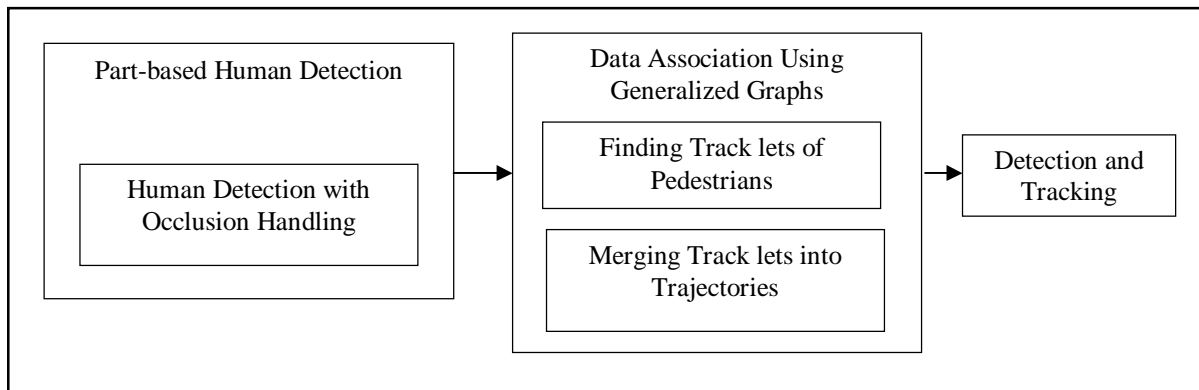 Part-based Human Detection
Human Detection with
Occlusion Handling
Data Association Using
Generalized Graphs
Finding Track lets of
Pedestrians
Merging Track lets into
Trajectories
Detection and
Tracking